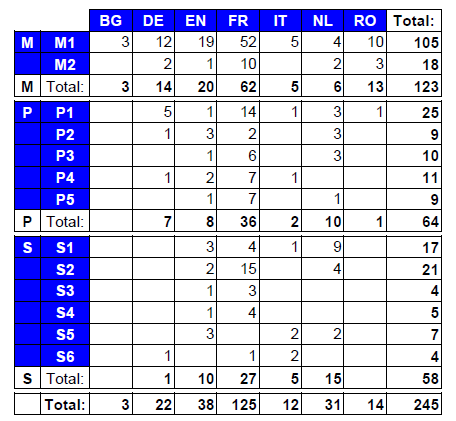 BG DE EN FR IT NL RO Total:
M M1 3 12 19 52 5 4 10 105
M2 2 1 10 2 3 18
M Total: 3 14 20 62 5 6 13 123
P P1 5 1 14 1 3 1 25
P2 1 3 2 3 9
P3 1 6 3 10
P4 1 2 7 1 11
P5 1 7 1 9
P Total: 7 8 36 2 10 1 64
S S1 3 4 1 9 17
S2 2 15 4 21
S3 1 3 4
S4 1 4 5
S5 3 2 2 7
S6 1 1 2 4
S Total: 1 10 27 5 15 58
Total: 3 22 38 125 12 31 14 245